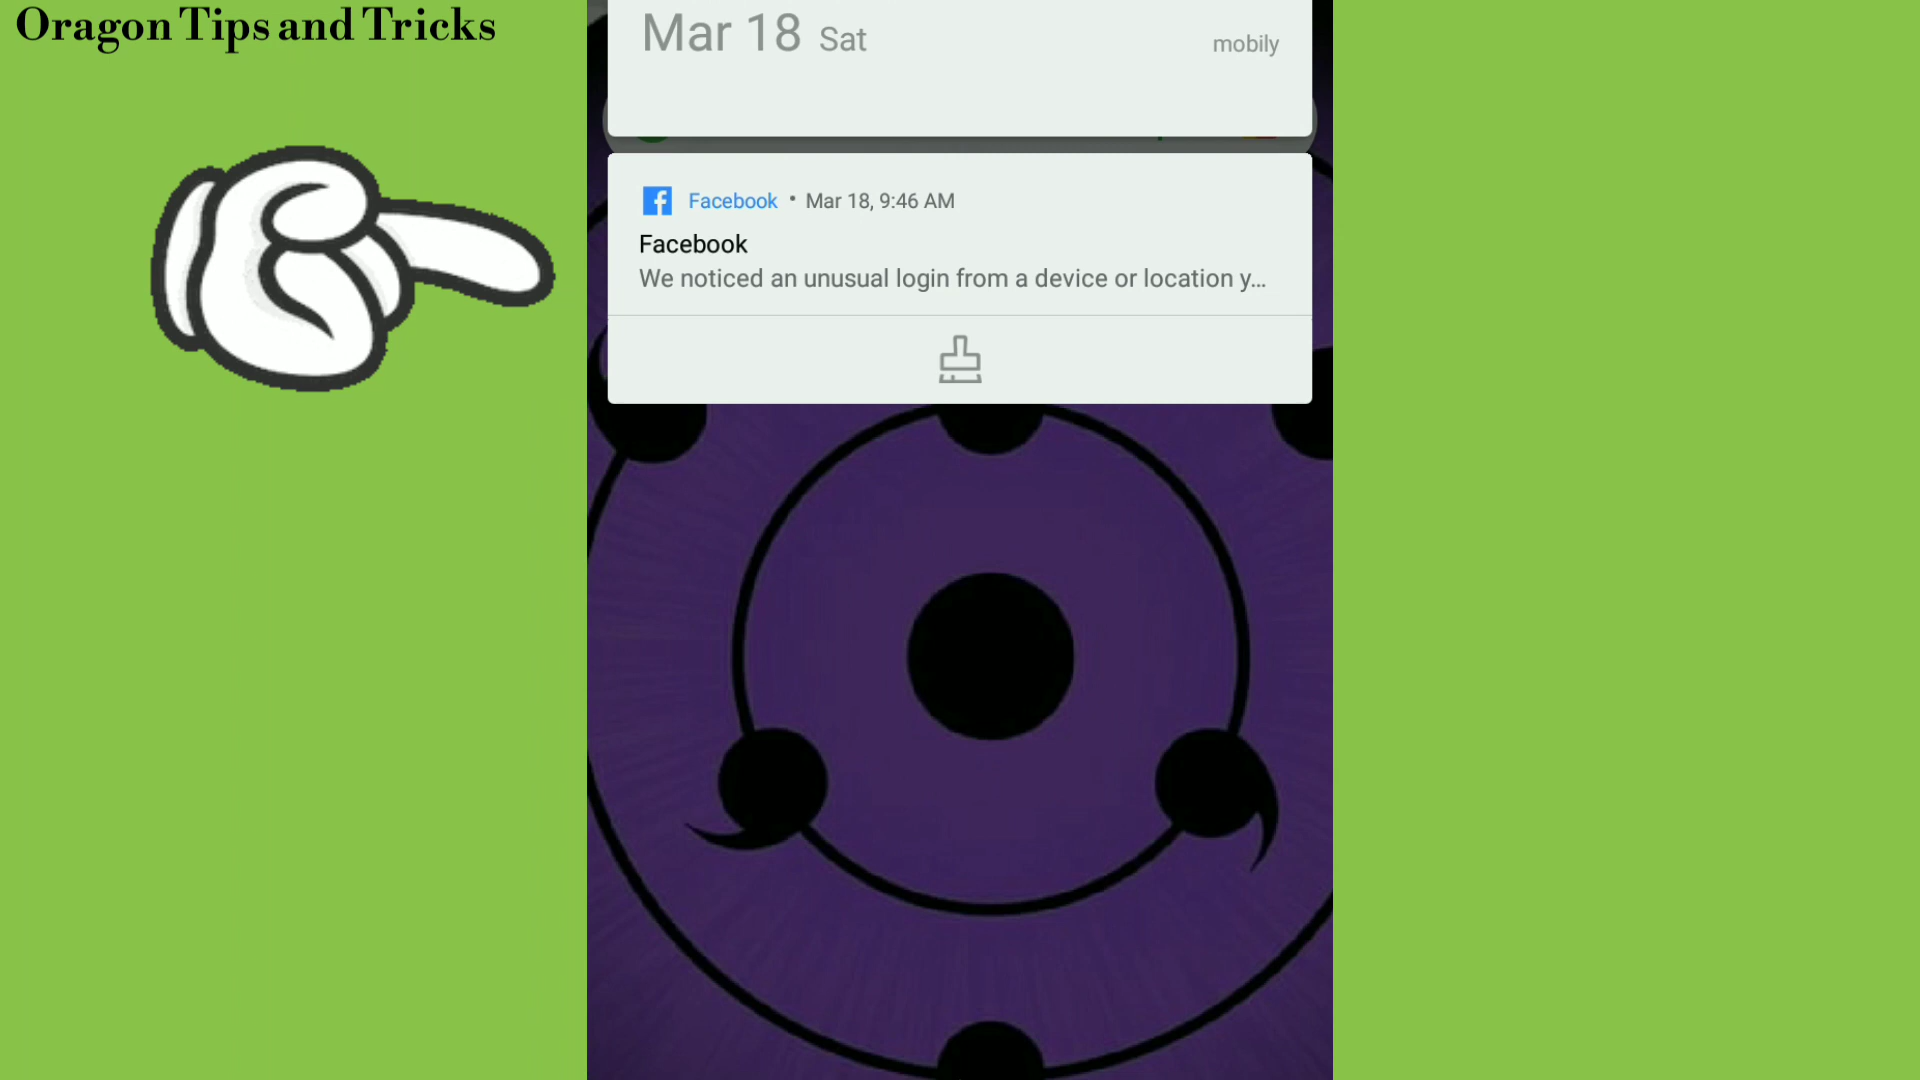 Oragon Tips and Tricks
Mar 18 Sat
mobily
Facebook • Mar 18, 9:46 AM
Facebook
We noticed an unusual login from a device or location y...